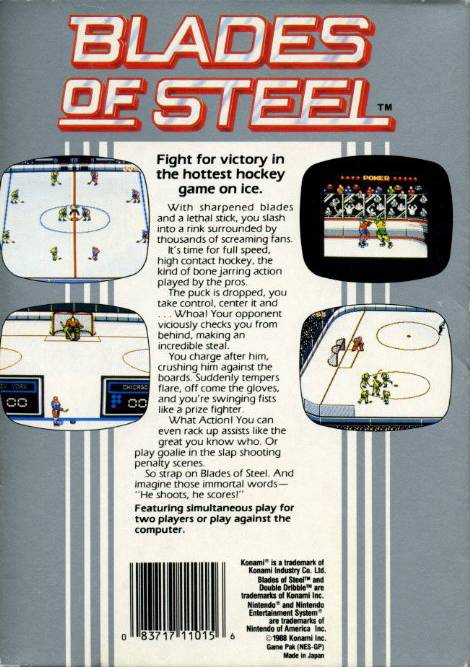 BLADES
OF STEEL™
Fight for victory in
the hottest hockey
game on ice.
With sharpened blades
and a lethal stick, you slash
into a rink surrounded by
thousands of screaming fans.
It's time for full speed,
high contact hockey, the
kind of bone jarring action
played by the pros.
The puck is dropped, you
take control, center it and
. . . Whoa! Your opponent
viciously checks you from
behind, making an
incredible steal.
You charge after him,
crushing him against the
boards. Suddenly tempers
flare, off come the gloves,
and you're swinging fists
like a prize fighter.
What Action! You can
even rack up assists like the
great you know who. Or
play goalie in the slap shooting
penalty scenes.
So strap on Blades of Steel. And
imagine those immortal words—
"He shoots, he scores!"
Featuring simultaneous play for
two players or play against the
computer.
POWER
YORK
CHICAGO
00
00
Konami® is a trademark of
Konami Industry Co. Ltd.
Blades of Steel™ and
Double Dribble™ are
trademarks of Konami Inc.
Nintendo® and Nintendo
Entertainment System®
are trademarks of
Nintendo of America Inc.
©1988 Konami Inc.
Game Pak (NES-GP)
Made in Japan
0 83717 11015 6